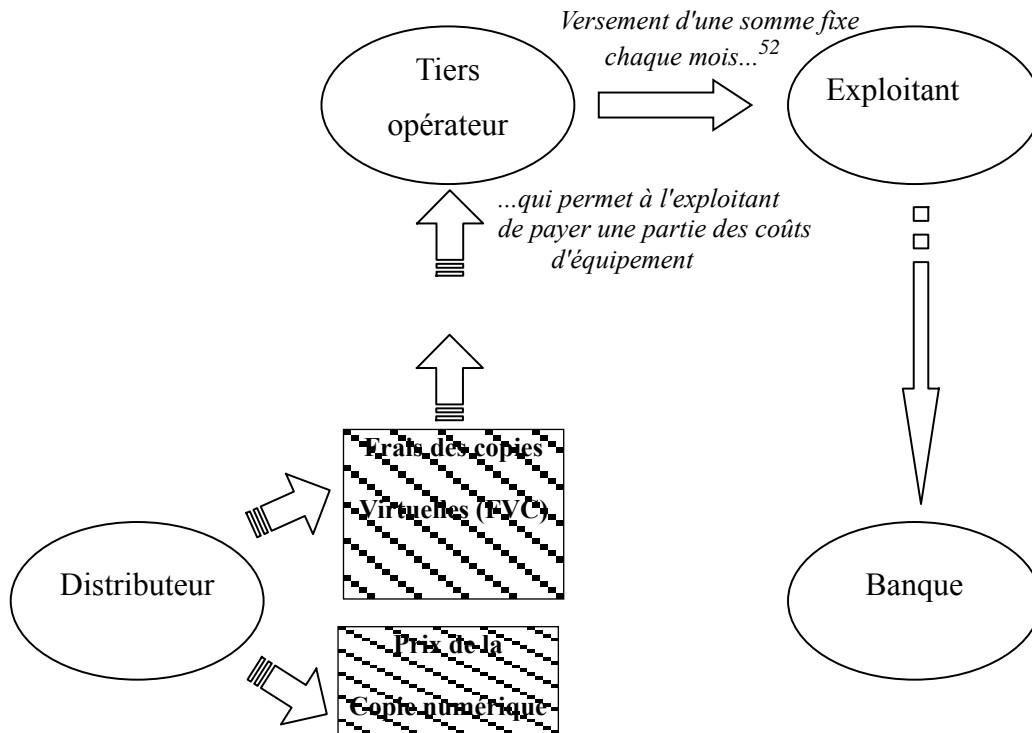 Versement d'une somme fixe
chaque mois...52
Tiers
opérateur
Exploitant
...qui permet à l'exploitant
de payer une partie des coûts
d'équipement
Frais des copies
Virtuelles (FVC)
Distributeur
Banque
Prix de la
Copie numérique